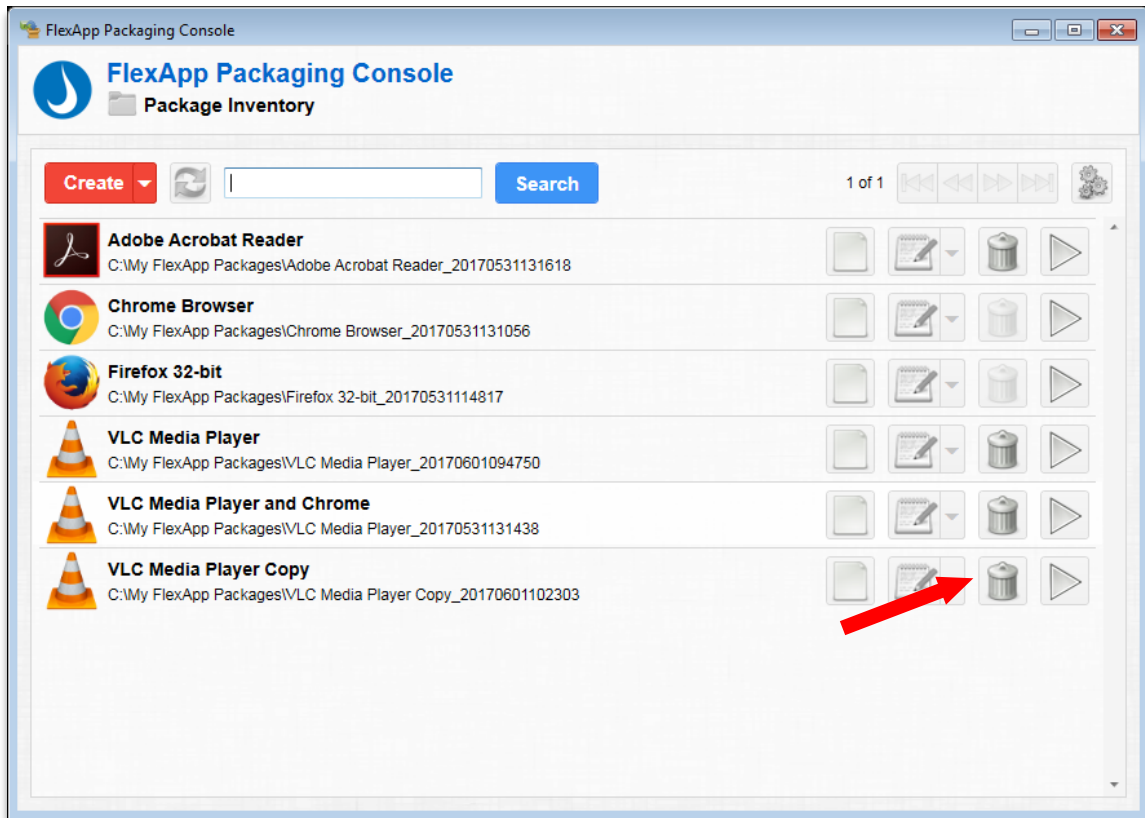 FlexApp Packaging Console
FlexApp Packaging Console
Package Inventory
Create
Search
1 of 1
Adobe Acrobat Reader
C:\My FlexApp Packages\Adobe Acrobat Reader_20170531131618
Chrome Browser
C:\My FlexApp Packages\Chrome Browser_20170531131056
Firefox 32-bit
C:\My FlexApp Packages\Firefox 32-bit_20170531114817
VLC Media Player
C:\My FlexApp Packages\VLC Media Player_20170601094750
VLC Media Player and Chrome
C:\My FlexApp Packages\VLC Media Player_20170531131438
VLC Media Player Copy
C:\My FlexApp Packages\VLC Media Player Copy_20170601102303